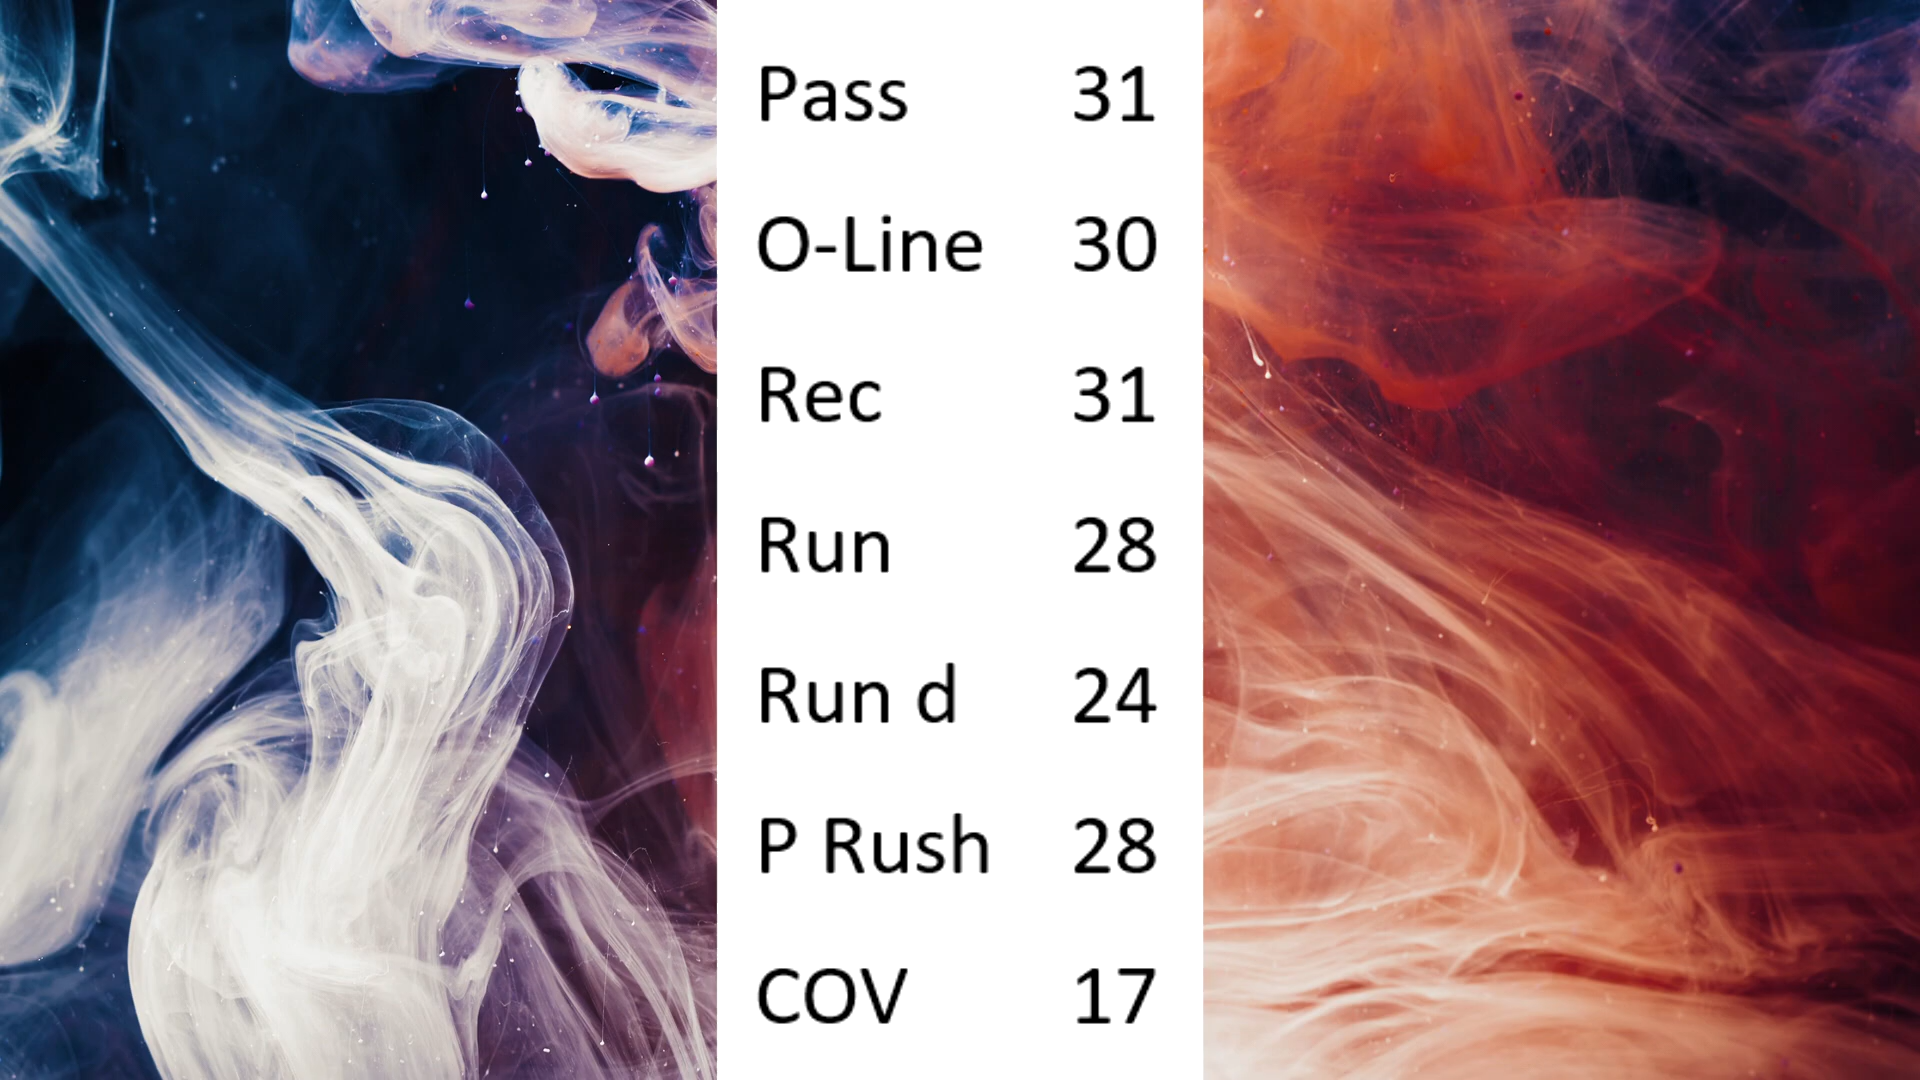 Pass 31
O-Line 30
Rec 31
Run 28
Run d 24
P Rush 28
COV 17